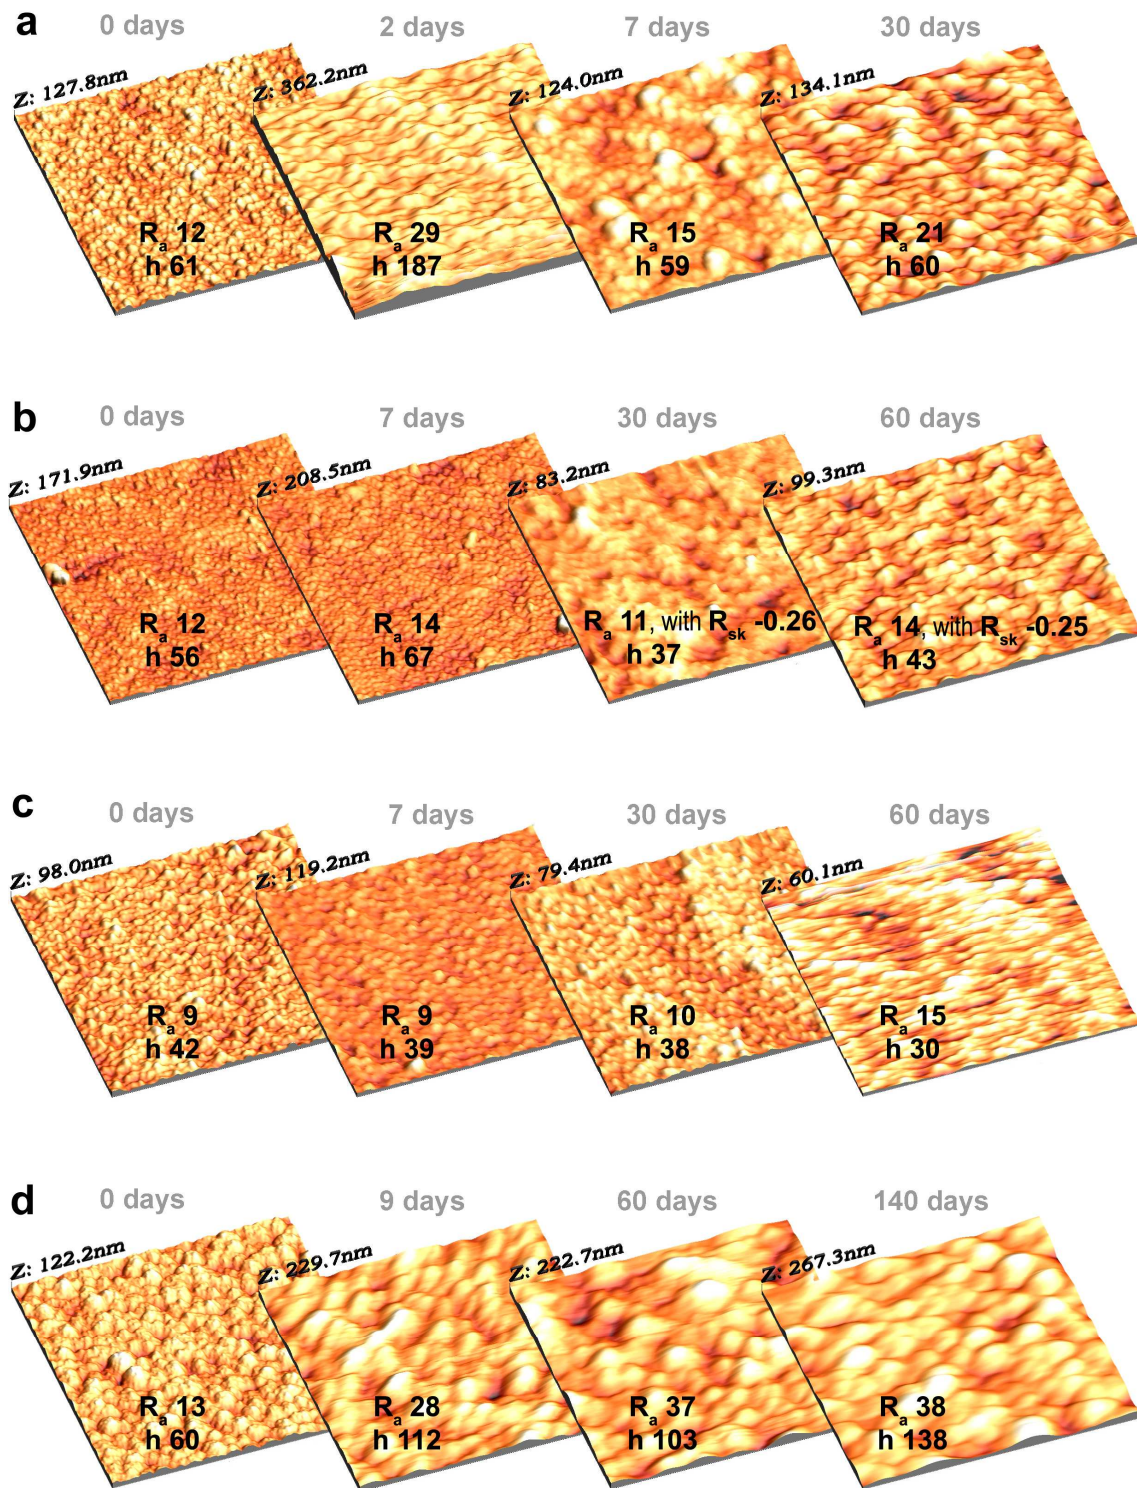 a
0 days 2 days 7 days 30 days
Z: 127.8nm Z: 362.2nm Z: 124.0nm Z: 134.1nm
Ra 12 Ra 29 Ra 15 Ra 21
h 61 h 187 h 59 h 60
b
0 days 7 days 30 days 60 days
Z: 171.9nm Z: 208.5nm Z: 83.2nm Z: 99.3nm
Ra 12 Ra 14 Ra 11, with Rsk -0.26 Ra 14, with Rsk -0.25
h 56 h 67 h 37 h 43
c
0 days 7 days 30 days 60 days
Z: 98.0nm Z: 119.2nm Z: 79.4nm Z: 60.1nm
Ra 9 Ra 9 Ra 10 Ra 15
h 42 h 39 h 38 h 30
d
0 days 9 days 60 days 140 days
Z: 122.2nm Z: 229.7nm Z: 222.7nm Z: 267.3nm
Ra 13 Ra 28 Ra 37 Ra 38
h 60 h 112 h 103 h 138